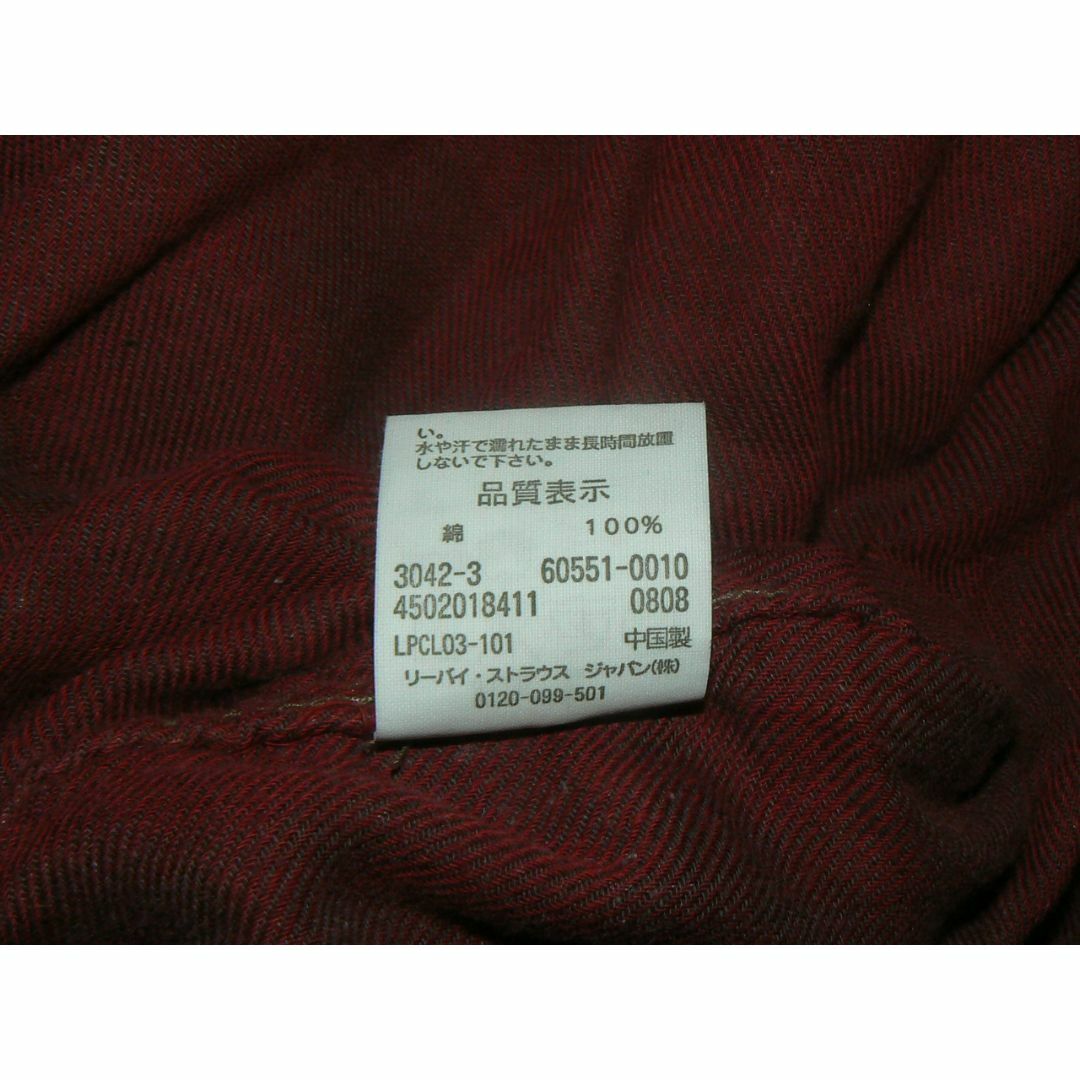 い。
水や汗で濡れたまま長時間放置
しないで下さい。
品質表示
綿 100%
3042-3 60551-0010
4502018411 0808
LPCL03-101 中国製
リーバイ・ストラウス ジャパン(株)
0120-099-501